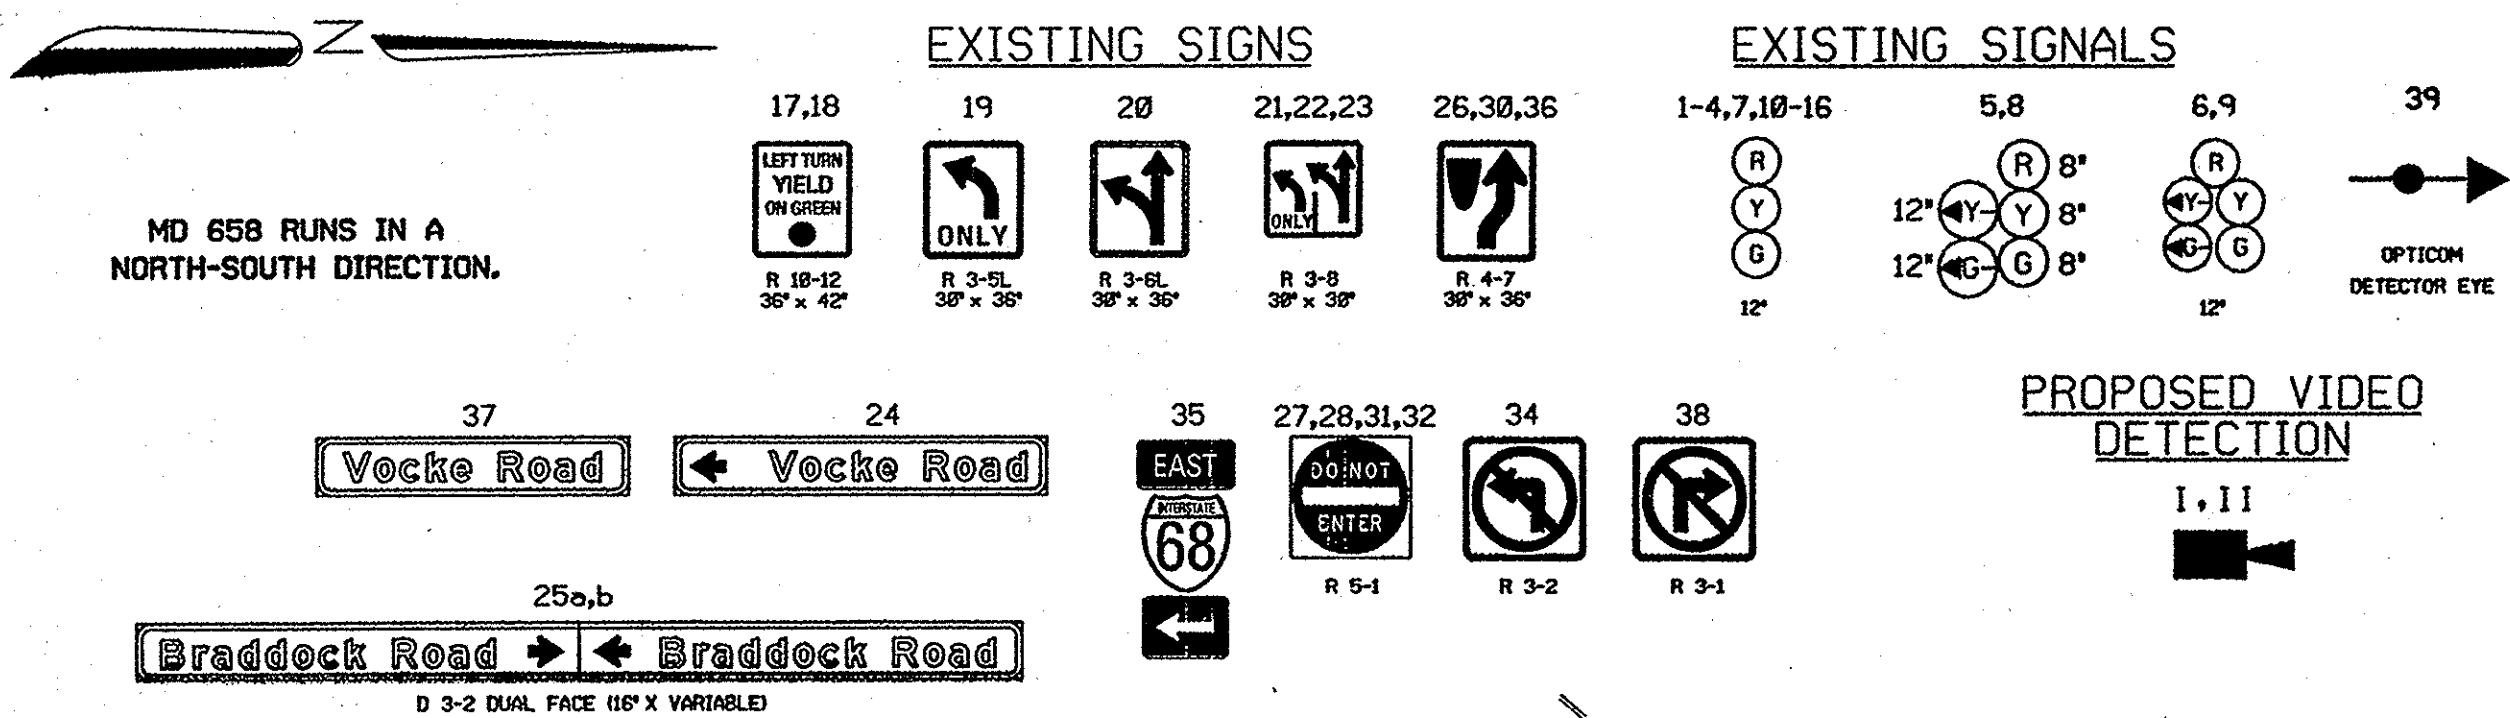 Z
EXISTING SIGNS
EXISTING SIGNALS
17,18
19
20
21,22,23
26,30,36
1-4,7,10-16
5,8
6,9
39
LEFT TURN
YIELD
ON GREEN
ONLY
ONLY
R
Y
G
R 8"
12" Y Y 8"
12" G G 8"
R
Y Y
G G
MD 658 RUNS IN A
NORTH-SOUTH DIRECTION.
R 10-12
36" x 42"
R 3-5L
30" x 36"
R 3-6L
30" x 36"
R 3-8
30" x 30"
R 4-7
30" x 36"
12"
12"
OPTICOM
DETECTOR EYE
PROPOSED VIDEO
DETECTION
I, II
37
Vocke Road
24
Vocke Road
35
EAST
INTERSTATE
68
27,28,31,32
DO NOT
ENTER
R 5-1
34
R 3-2
38
R 3-1
25a,b
Braddock Road
Braddock Road
D 3-2 DUAL FACE (16" X VARIABLE)